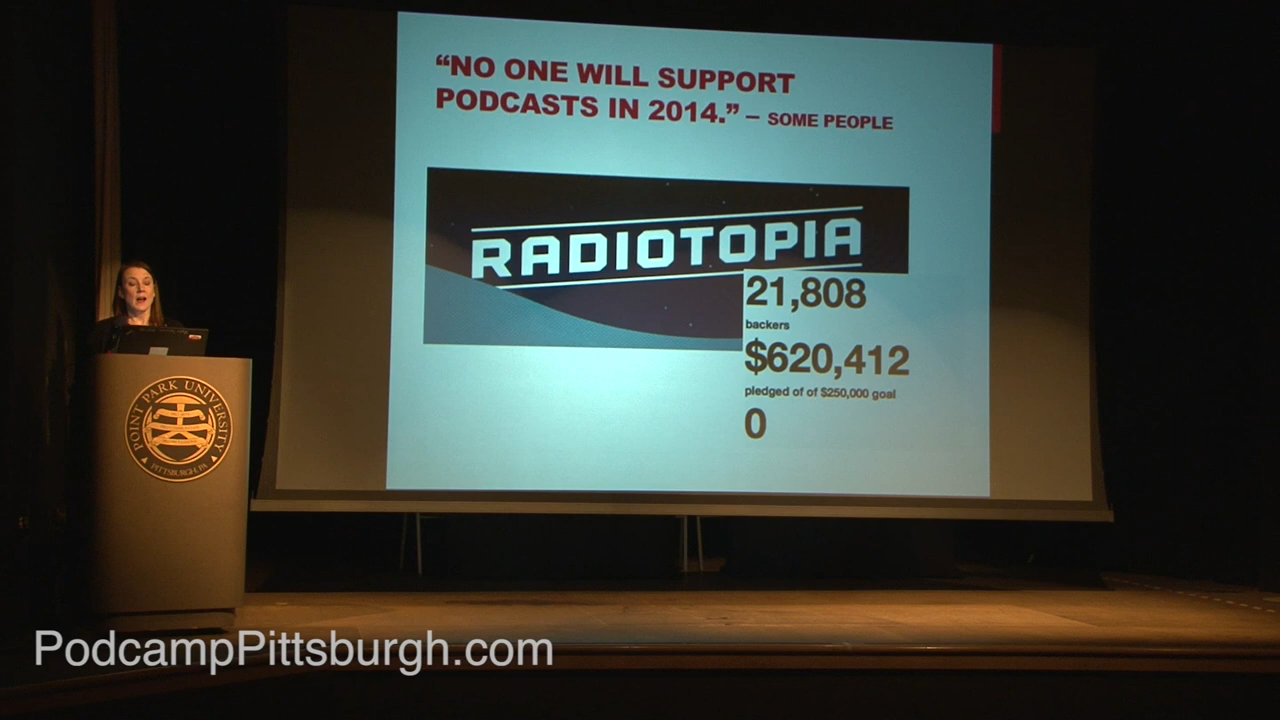 “NO ONE WILL SUPPORT
PODCASTS IN 2014.” – SOME PEOPLE
RADIOTOPIA
21,808
backers
$620,412
pledged of of $250,000 goal
0
POINT PARK UNIVERSITY
PITTSBURGH, PA
PodcampPittsburgh.com